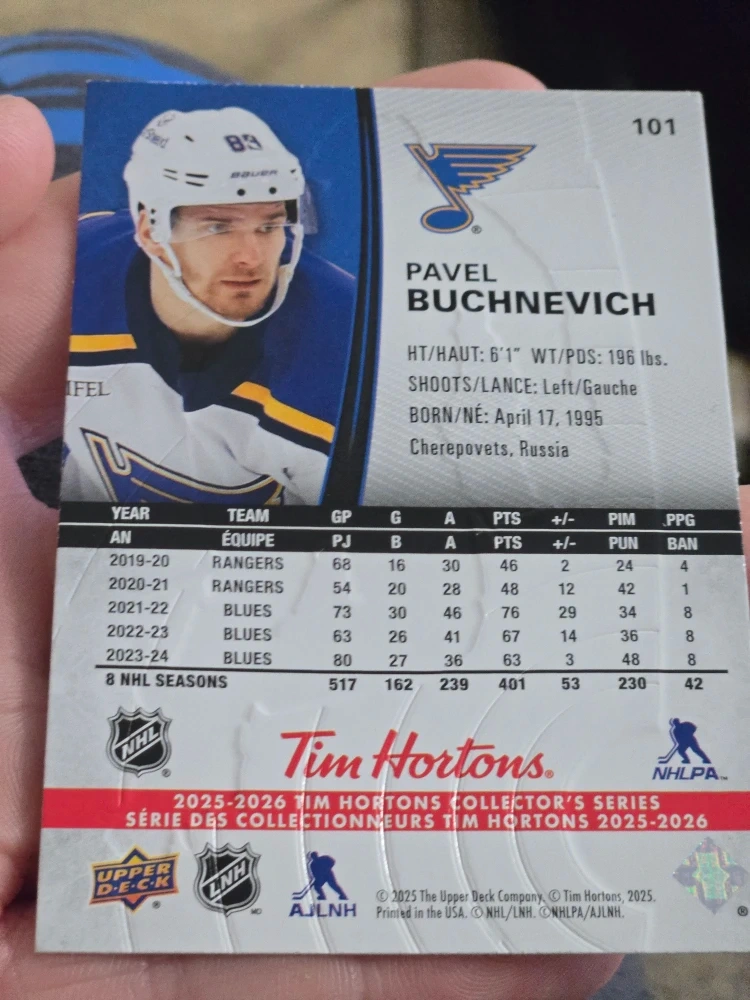 101
89
BAUER
PAVEL
BUCHNEVICH
HT/HAUT: 6'1" WT/PDS: 196 lbs.
SHOOTS/LANCE: Left/Gauche
BORN/NÉ: April 17, 1995
Cherepovets, Russia
IFEL
YEAR TEAM GP G A PTS +/- PIM PPG
AN ÉQUIPE PJ B A PTS +/- PUN BAN
2019-20 RANGERS 68 16 30 46 2 24 4
2020-21 RANGERS 54 20 28 48 12 42 1
2021-22 BLUES 73 30 46 76 29 34 8
2022-23 BLUES 63 26 41 67 14 36 8
2023-24 BLUES 80 27 36 63 3 48 8
8 NHL SEASONS 517 162 239 401 53 230 42
NHL ®
Tim Hortons®
NHLPA™
2025-2026 TIM HORTONS COLLECTOR'S SERIES
SÉRIE DES COLLECTIONNEURS TIM HORTONS 2025-2026
UPPER DECK ®
LNH MD
AJLNH
© 2025 The Upper Deck Company. © Tim Hortons, 2025.
Printed in the USA. © NHL/LNH. ©NHLPA/AJLNH.
®